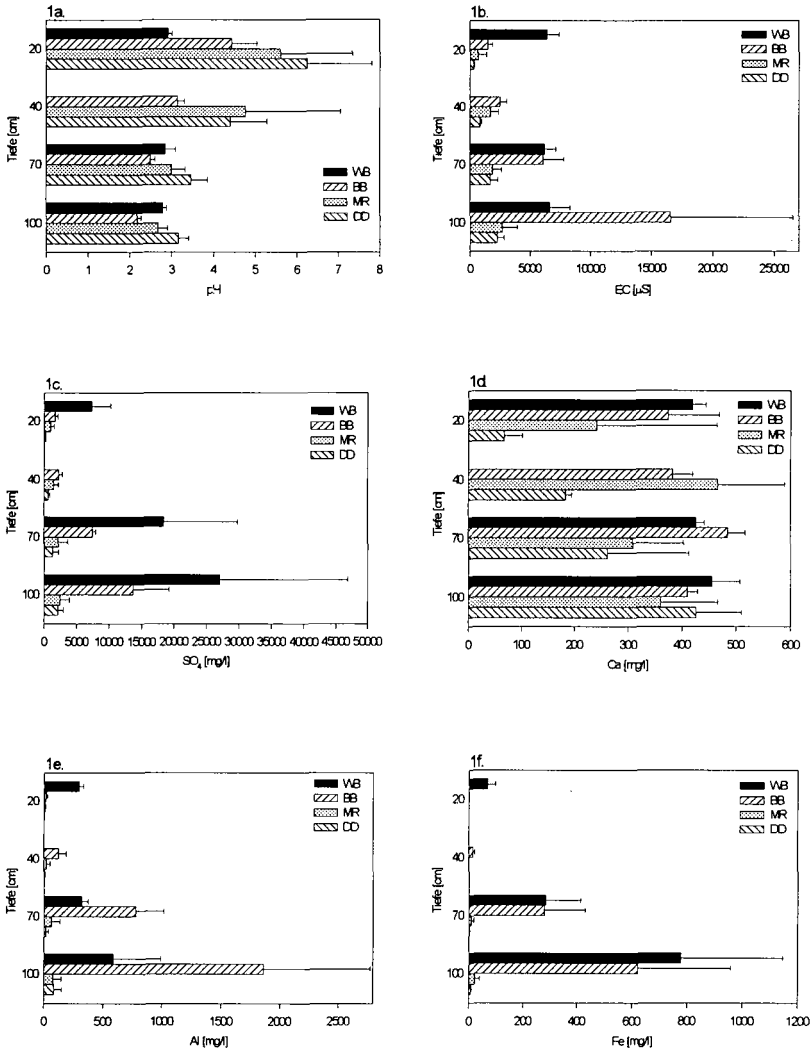 1a.
Tiefe [cm]
20
40
70
100
WB
BB
MR
DD
0 1 2 3 4 5 6 7 8
pH
1b.
Tiefe [cm]
20
40
70
100
WB
BB
MR
DD
0 5000 10000 15000 20000 25000
EC [µS]
1c.
Tiefe [cm]
20
40
70
100
WB
BB
MR
DD
0 5000 10000 15000 20000 25000 30000 35000 40000 45000 50000
SO₄ [mg/l]
1d.
Tiefe [cm]
20
40
70
100
WB
BB
MR
DD
0 100 200 300 400 500 600
Ca [mg/l]
1e.
Tiefe [cm]
20
40
70
100
WB
BB
MR
DD
0 500 1000 1500 2000 2500
Al [mg/l]
1f.
Tiefe [cm]
20
40
70
100
WB
BB
MR
DD
0 200 400 600 800 1000 1200
Fe [mg/l]